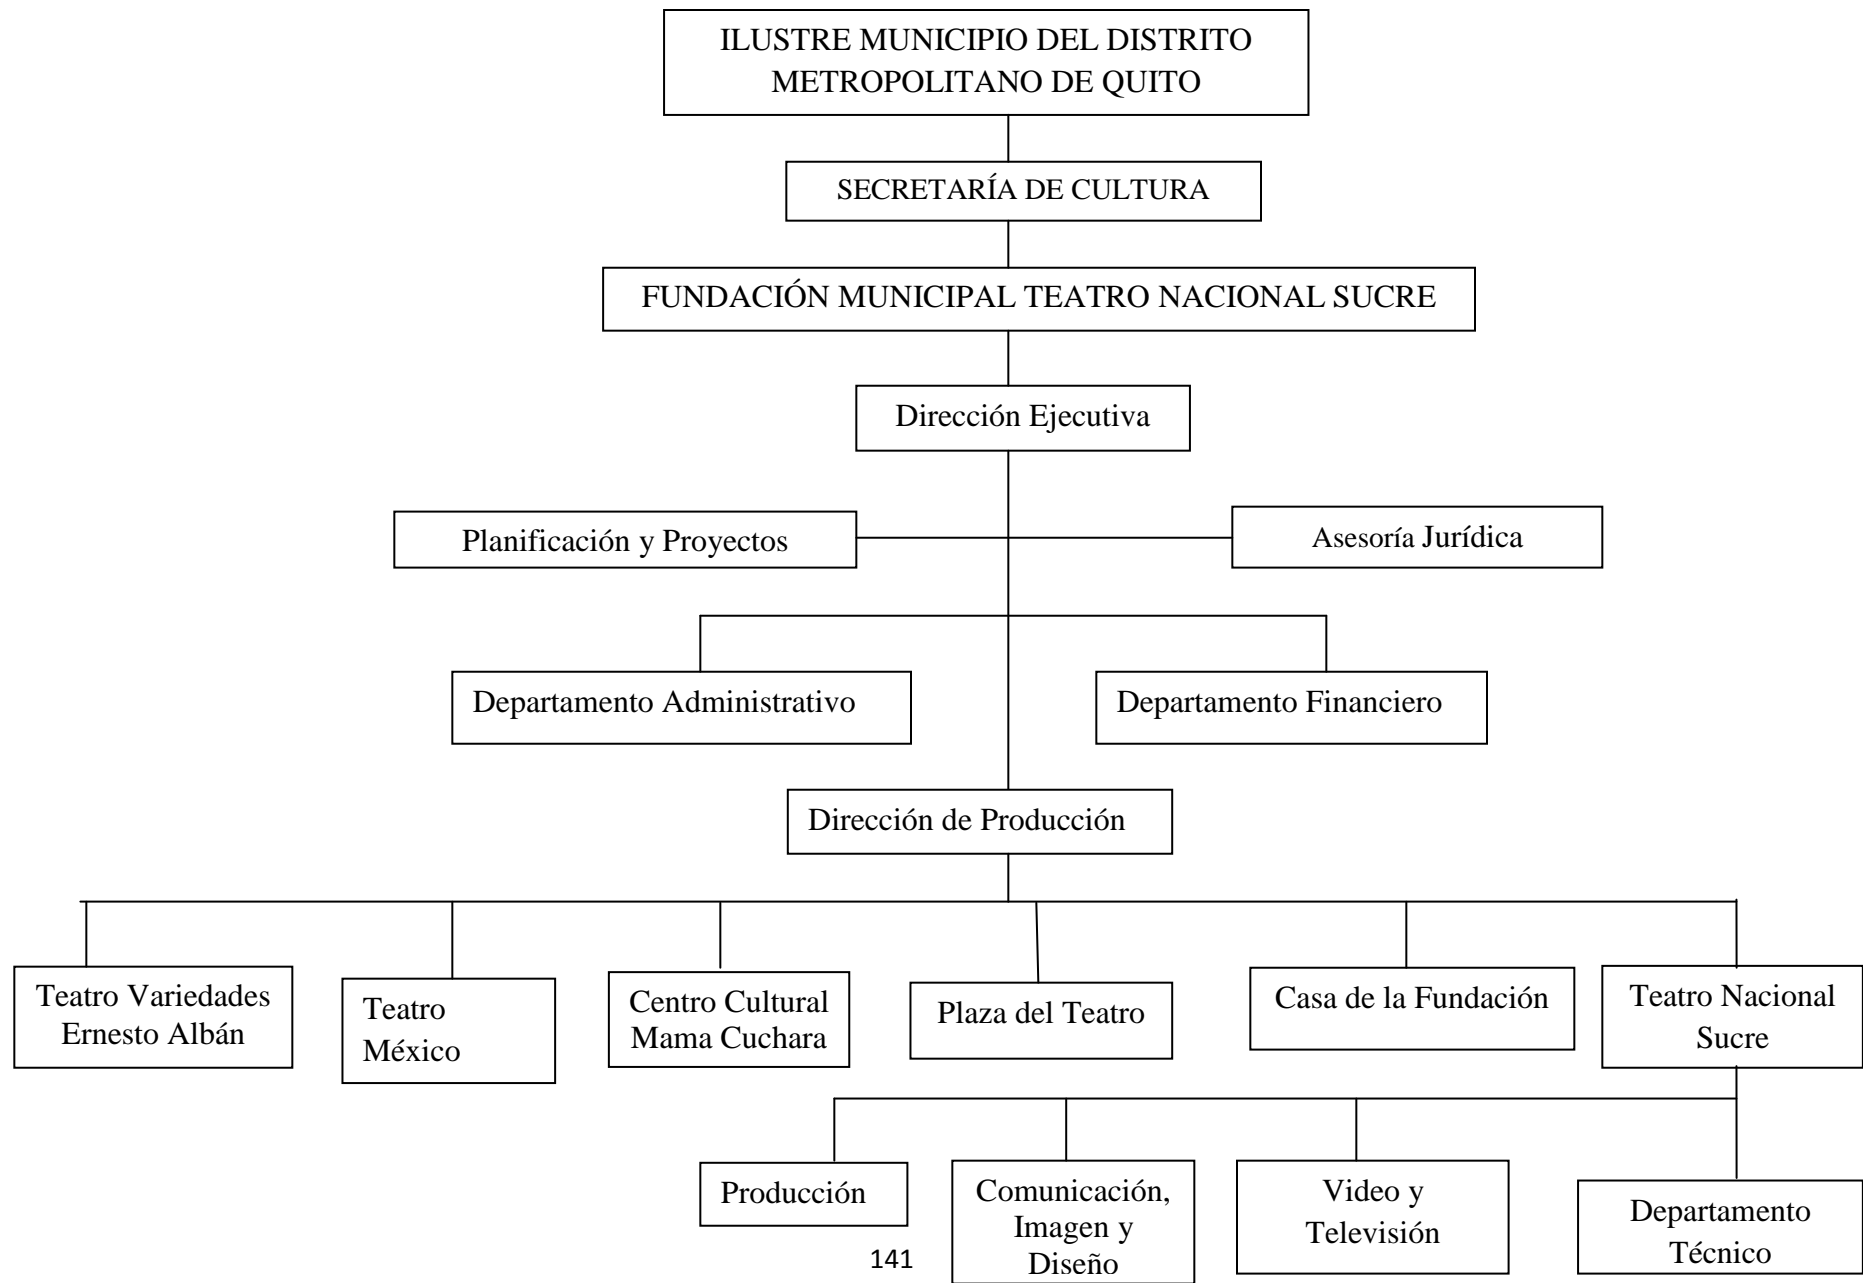 ILUSTRE MUNICIPIO DEL DISTRITO
METROPOLITANO DE QUITO
SECRETARÍA DE CULTURA
FUNDACIÓN MUNICIPAL TEATRO NACIONAL SUCRE
Dirección Ejecutiva
Planificación y Proyectos
Asesoría Jurídica
Departamento Administrativo
Departamento Financiero
Dirección de Producción
Teatro Variedades
Ernesto Albán
Teatro
México
Centro Cultural
Mama Cuchara
Plaza del Teatro
Casa de la Fundación
Teatro Nacional
Sucre
Producción
Comunicación,
Imagen y
Diseño
Video y
Televisión
Departamento
Técnico
141